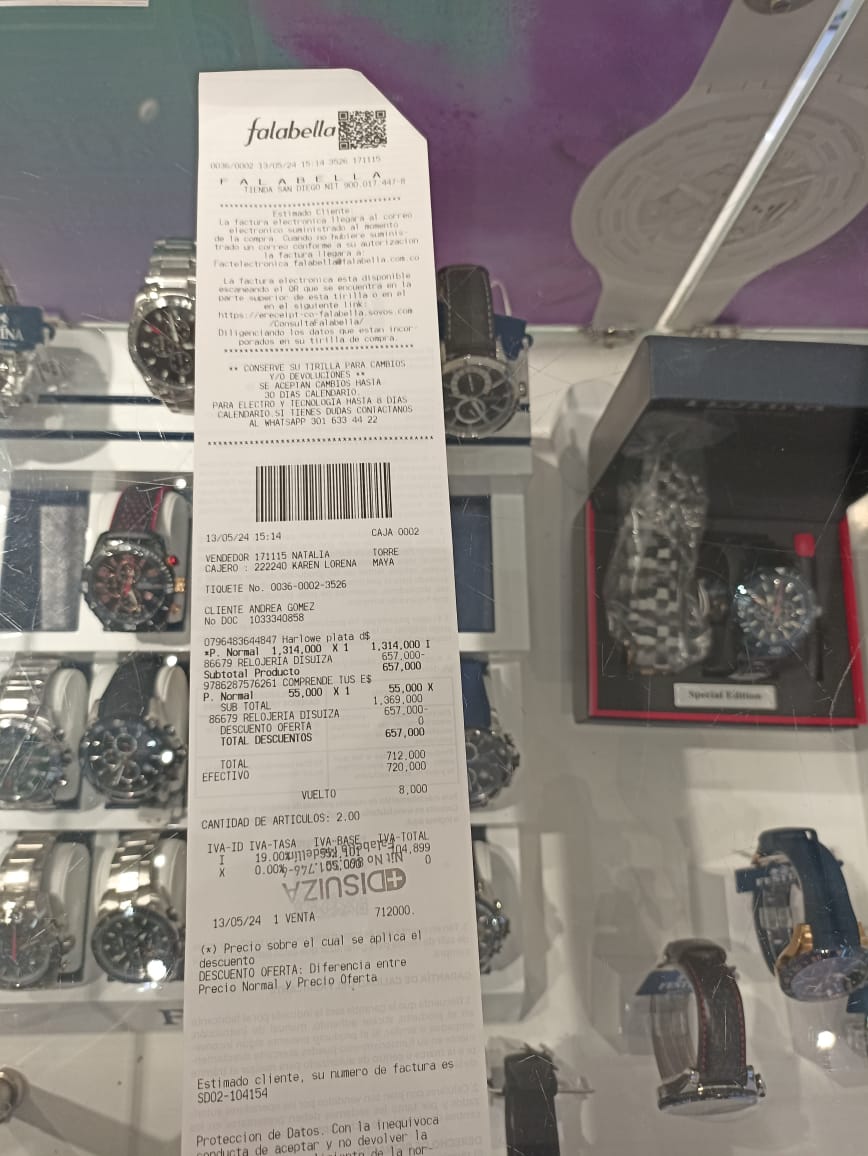 falabella
0036/0002 13/05/24 15:14 3526 171115
F A L A B E L L A
TIENDA SAN DIEGO NIT 900.017.447-8
****************************************
Estimado Cliente
La factura electronica llegara al correo
electronico suministrado al momento
de la compra. Cuando no hubiere suminis-
trado un correo conforme a su autorizacion
la factura llegara a
Factelectronica falabella@falabella.com.co
La factura electronica esta disponible
escaneando el QR que se encuentra en la
parte superior de esta tirilla o en el
en el siguiente link:
https://ereceipt-co-falabella.sovos.com
/ConsultaFalabella/
Diligenciando los datos que estan incor-
porados en su tirilla de compra.
****************************************
** CONSERVE SU TIRILLA PARA CAMBIOS
Y/O DEVOLUCIONES **
SE ACEPTAN CAMBIOS HASTA
30 DIAS CALENDARIO.
PARA ELECTRO Y TECNOLOGIA HASTA 8 DIAS
CALENDARIO.SI TIENES DUDAS CONTACTANOS
AL WHATSAPP 301 633 44 22
****************************************
13/05/24 15:14 CAJA 0002
VENDEDOR 171115 NATALIA TORRE
CAJERO : 222240 KAREN LORENA MAYA
TIQUETE No. 0036-0002-3526
CLIENTE ANDREA GOMEZ
No DOC 1033340858
0796483644847 Harlowe plata d$
*P. Normal 1,314,000 X 1 1,314,000 I
86679 RELOJERIA DISUIZA 657,000-
Subtotal Producto 657,000
9786287576261 COMPRENDE TUS E$
P. Normal 55,000 X 1 55,000 X
SUB TOTAL 1,369,000
86679 RELOJERIA DISUIZA 657,000-
DESCUENTO OFERTA 0
TOTAL DESCUENTOS 657,000
TOTAL 712,000
EFECTIVO 720,000
VUELTO 8,000
CANTIDAD DE ARTICULOS: 2.00
IVA-ID IVA-TASA IVA-BASE IVA-TOTAL
I 19.00% 552,101 104,899
X 0.00% 55,000 0
Falabella Medellin
Nit No
DISUIZA
13/05/24 1 VENTA 712000.
(*) Precio sobre el cual se aplica el
descuento
DESCUENTO OFERTA: Diferencia entre
Precio Normal y Precio Oferta
Estimado cliente, su numero de factura es
SD02-104154
Proteccion de Datos. Con la inequivoca
conducta de aceptar y no devolver la
Special Edition